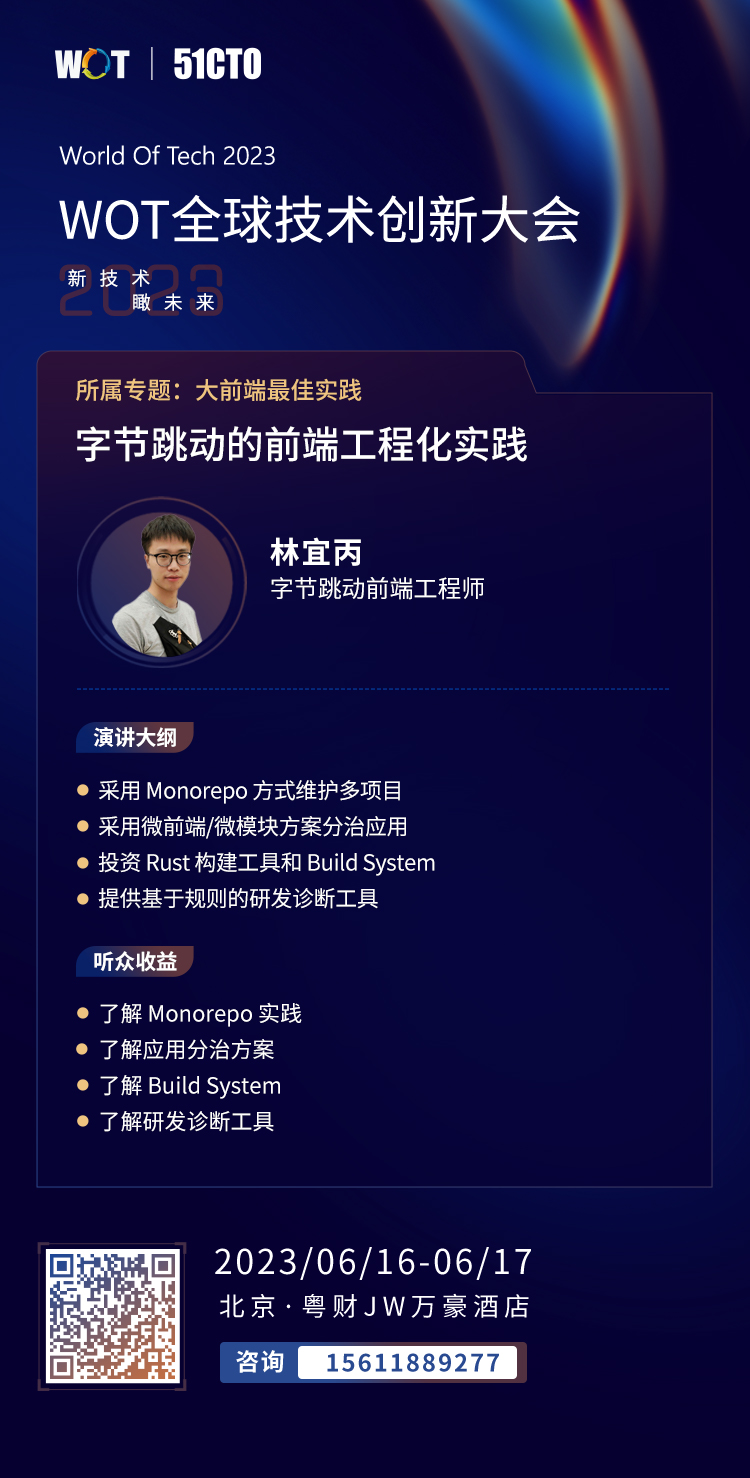 WOT | 51CTO
World Of Tech 2023
WOT全球技术创新大会
2023
新技术
瞰未来
所属专题：大前端最佳实践
字节跳动的前端工程化实践
林宜丙
字节跳动前端工程师
演讲大纲
采用 Monorepo 方式维护多项目
采用微前端/微模块方案分治应用
投资 Rust 构建工具和 Build System
提供基于规则的研发诊断工具
听众收益
了解 Monorepo 实践
了解应用分治方案
了解 Build System
了解研发诊断工具
2023/06/16-06/17
北京·粤财JW万豪酒店
咨询 15611889277